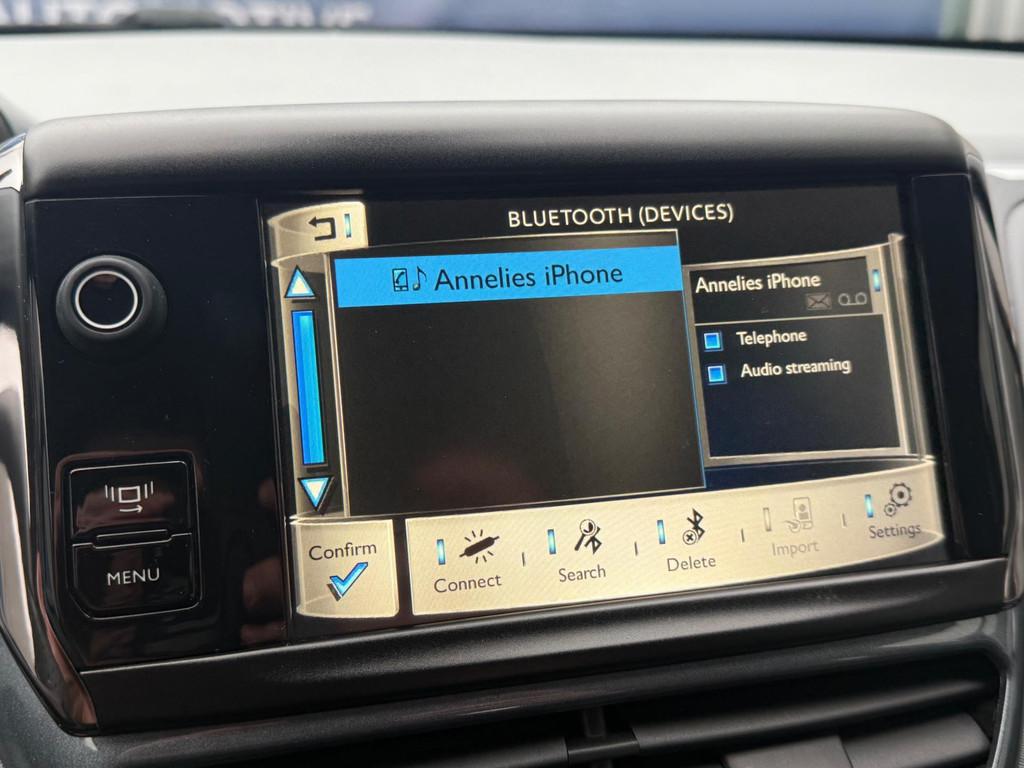 BLUETOOTH (DEVICES)
Annelies iPhone
Annelies iPhone
Telephone
Audio streaming
MENU
Confirm
Connect
Search
Delete
Import
Settings